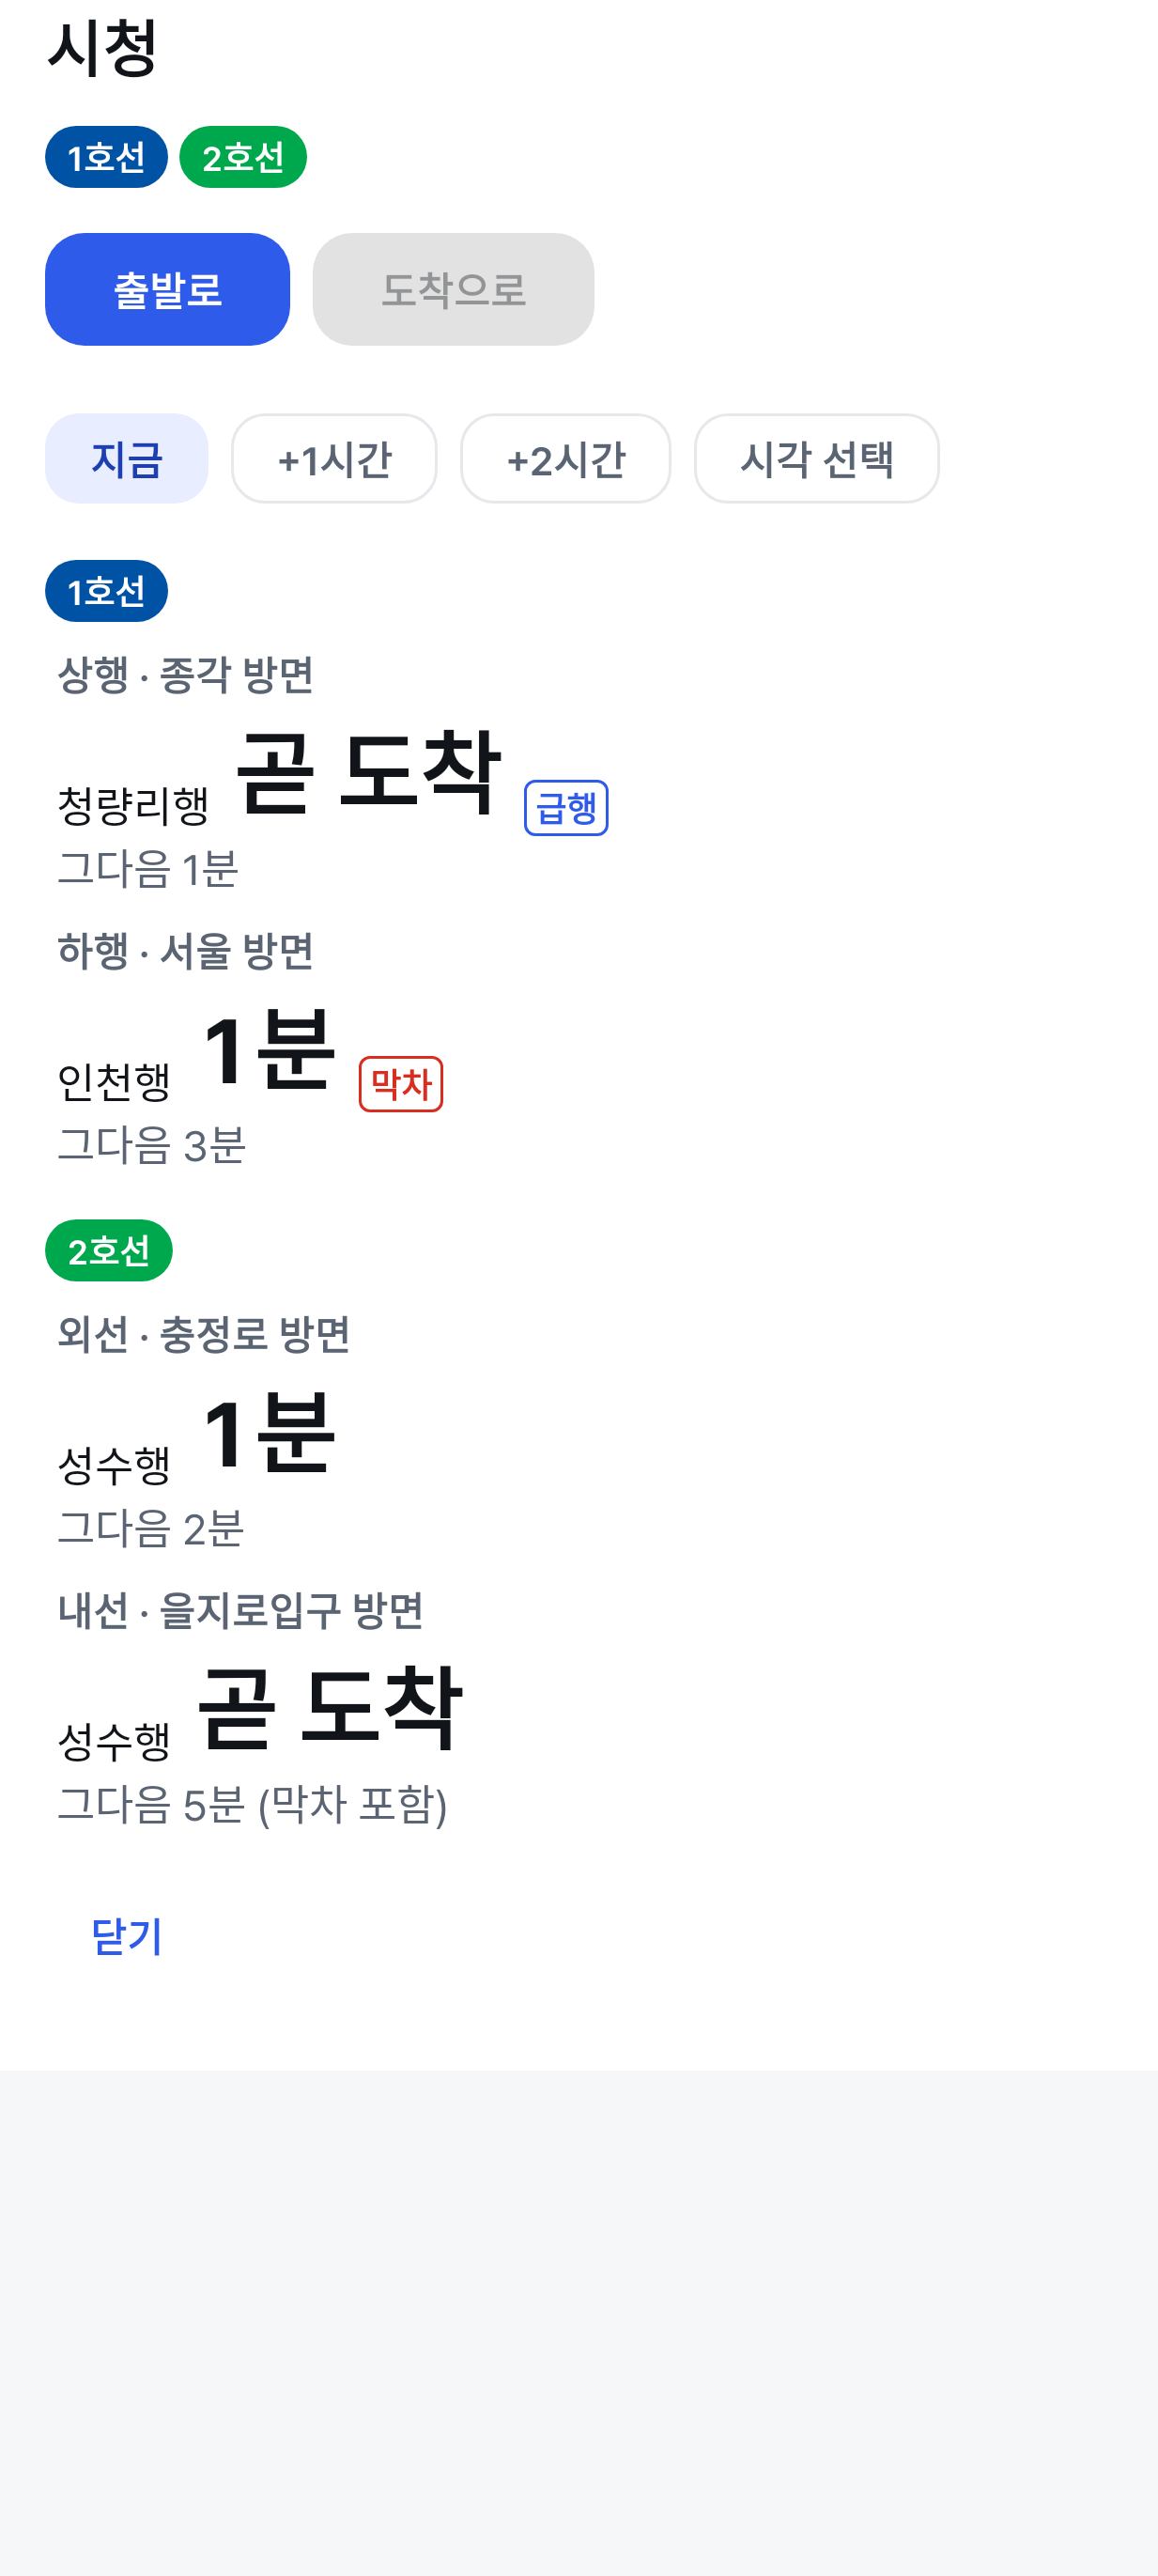 시청
1호선 2호선
출발로 도착으로
지금 +1시간 +2시간 시각 선택
1호선
상행 · 종각 방면
청량리행 곧 도착 급행
그다음 1분
하행 · 서울 방면
인천행 1분 막차
그다음 3분
2호선
외선 · 충정로 방면
성수행 1분
그다음 2분
내선 · 을지로입구 방면
성수행 곧 도착
그다음 5분 (막차 포함)
닫기